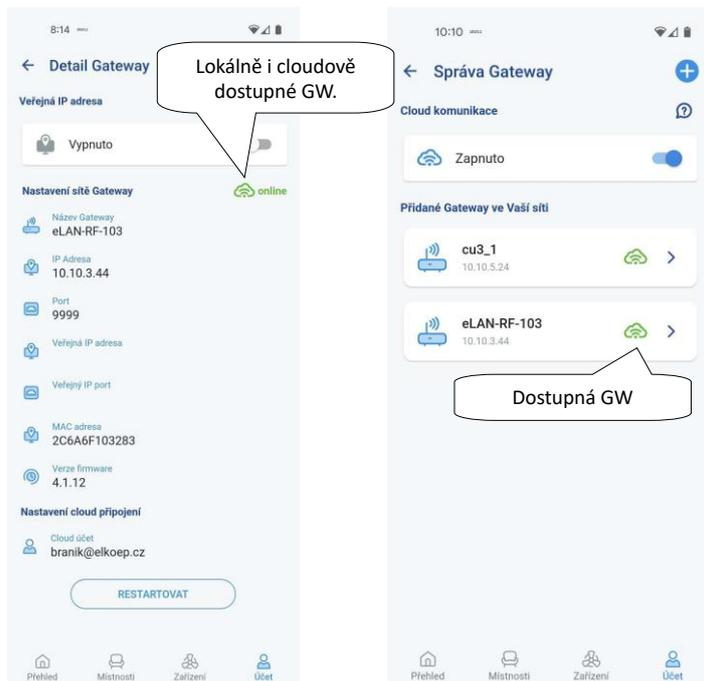 8:14
Detail Gateway
Lokálně i cloudově
dostupné GW.
Veřejná IP adresa
Vypnuto
Nastavení sítě Gateway
online
Název Gateway
eLAN-RF-103
IP Adresa
10.10.3.44
Port
9999
Veřejná IP adresa
Veřejný IP port
MAC adresa
2C6A6F103283
Verze firmware
4.1.12
Nastavení cloud připojení
Cloud účet
branik@elkoep.cz
RESTARTOVAT
Přehled
Místnosti
Zařízení
Účet
10:10
Správa Gateway
Cloud komunikace
Zapnuto
Přidané Gateway ve Vaší síti
cu3_1
10.10.5.24
eLAN-RF-103
10.10.3.44
Dostupná GW
Přehled
Místnosti
Zařízení
Účet